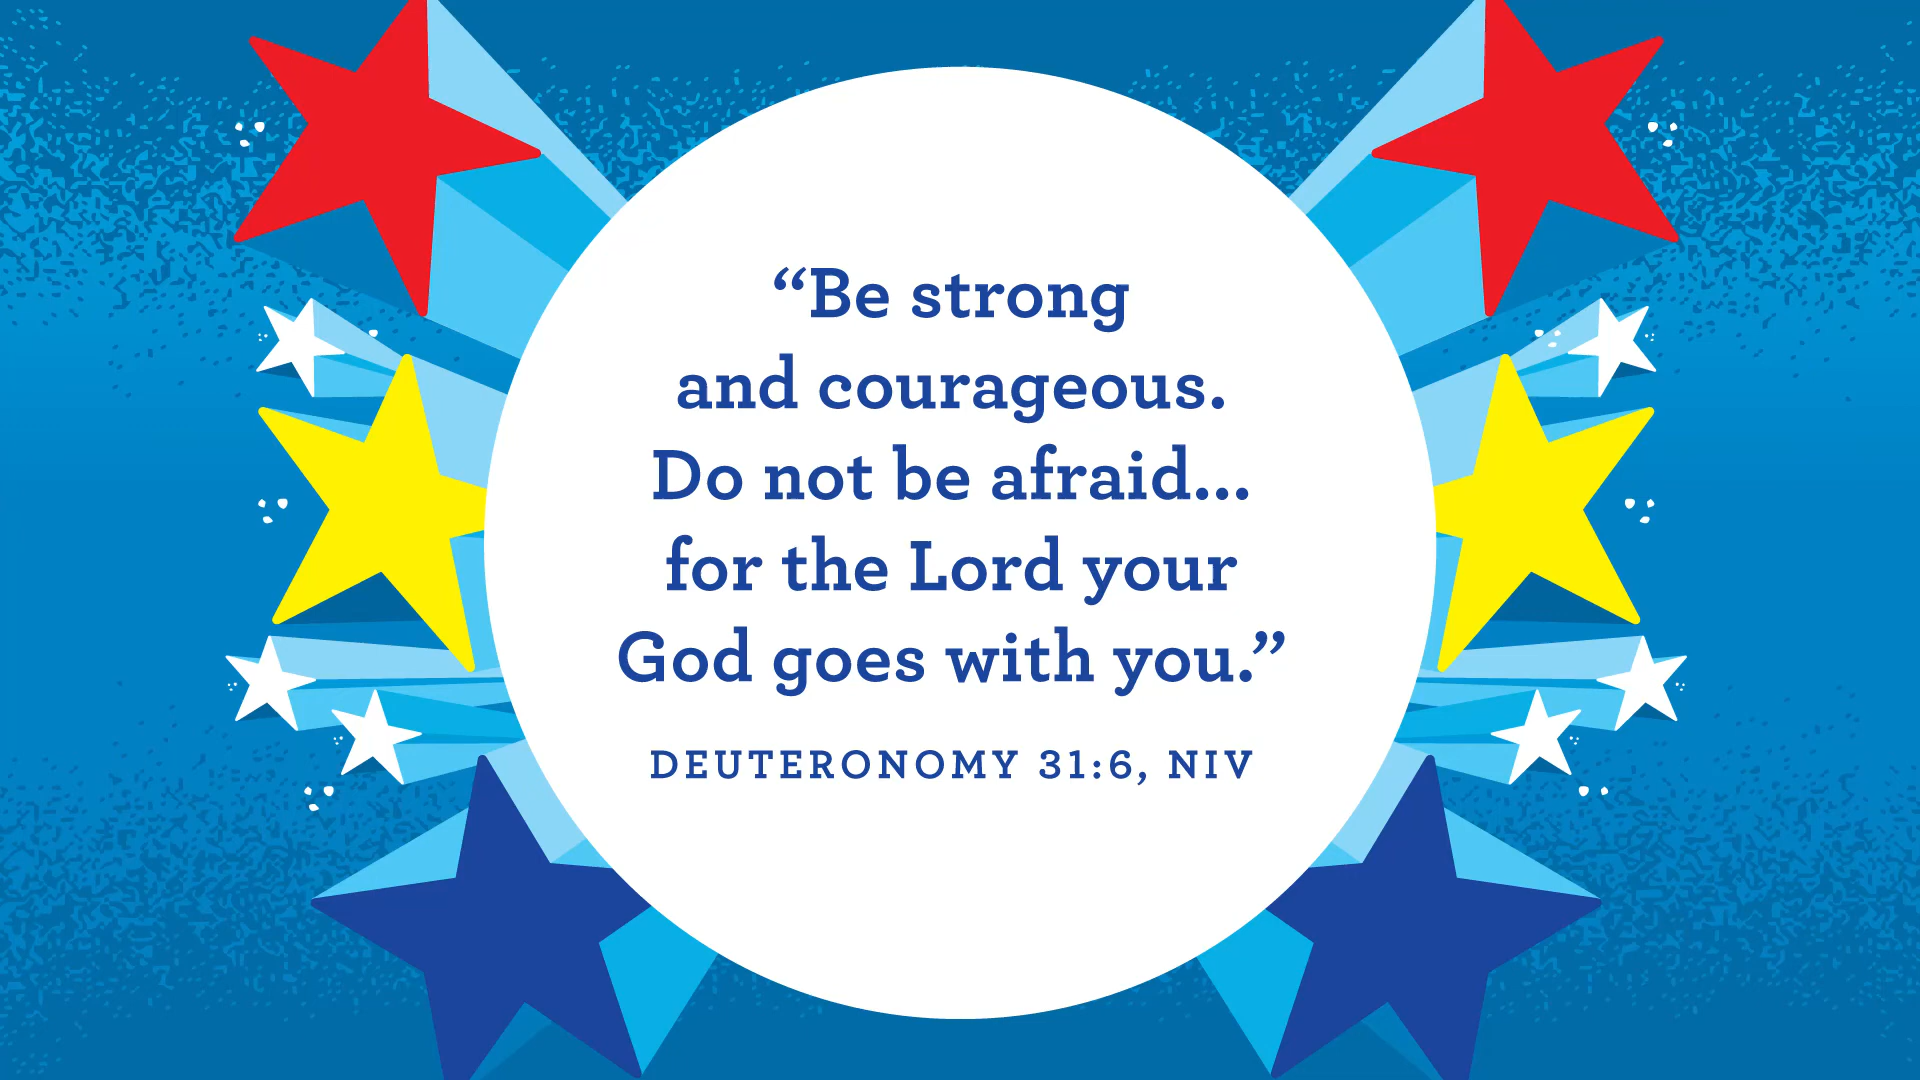 “Be strong
and courageous.
Do not be afraid...
for the Lord your
God goes with you.”
DEUTERONOMY 31:6, NIV